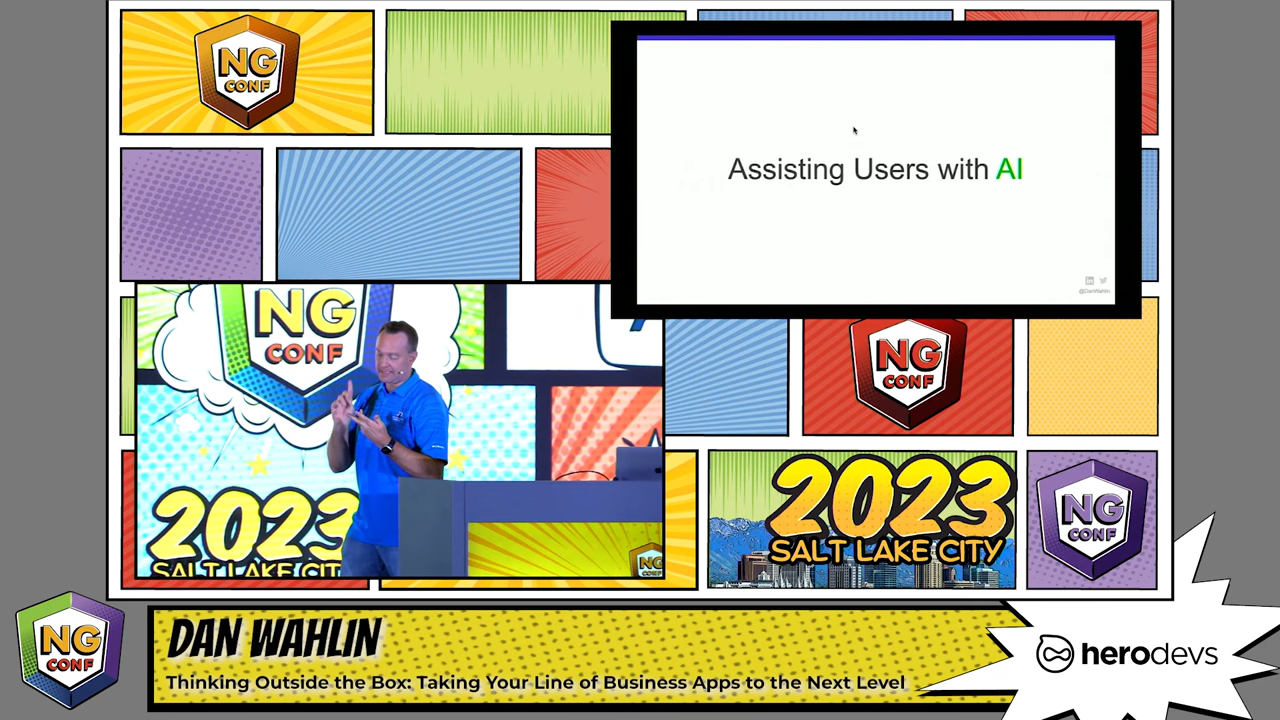 NG
CONF
Assisting Users with AI
@DanWahlin
NG
CONF
2023
SALT LAKE CIT
NG
CONF
NG
CONF
2023
SALT LAKE CITY
NG
CONF
NG
CONF
DAN WAHLIN
Thinking Outside the Box: Taking Your Line of Business Apps to the Next Level
herodevs